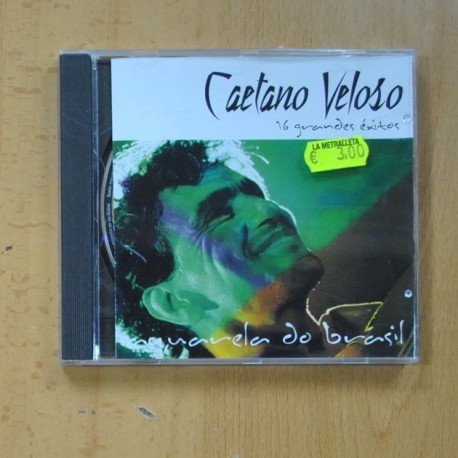 Caetano Veloso
16 grandes éxitos
LA METRALLETA
€ 3.00
aquarela do brasil